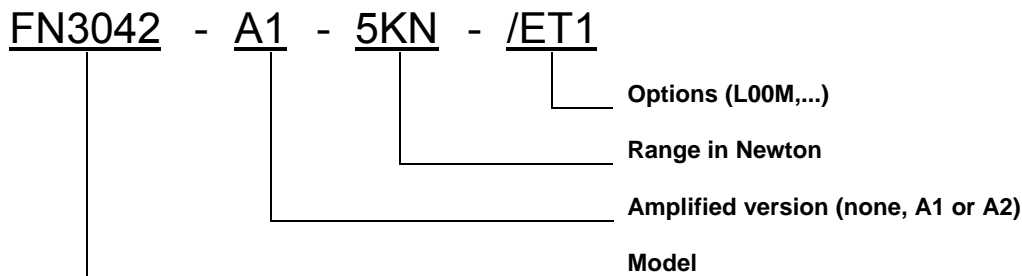 FN3042 - A1 - 5KN - /ET1
Options (L00M,...)
Range in Newton
Amplified version (none, A1 or A2)
Model